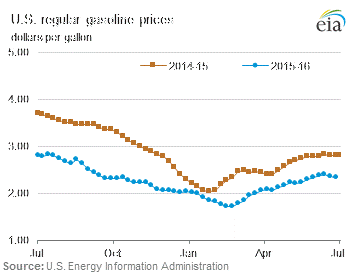 U.S. regular gasoline prices
dollars per gallon
eia
5.00
2014-15
2015-16
4.00
3.00
2.00
1.00
Jul
Oct
Jan
Apr
Jul
Source: U.S. Energy Information Administration